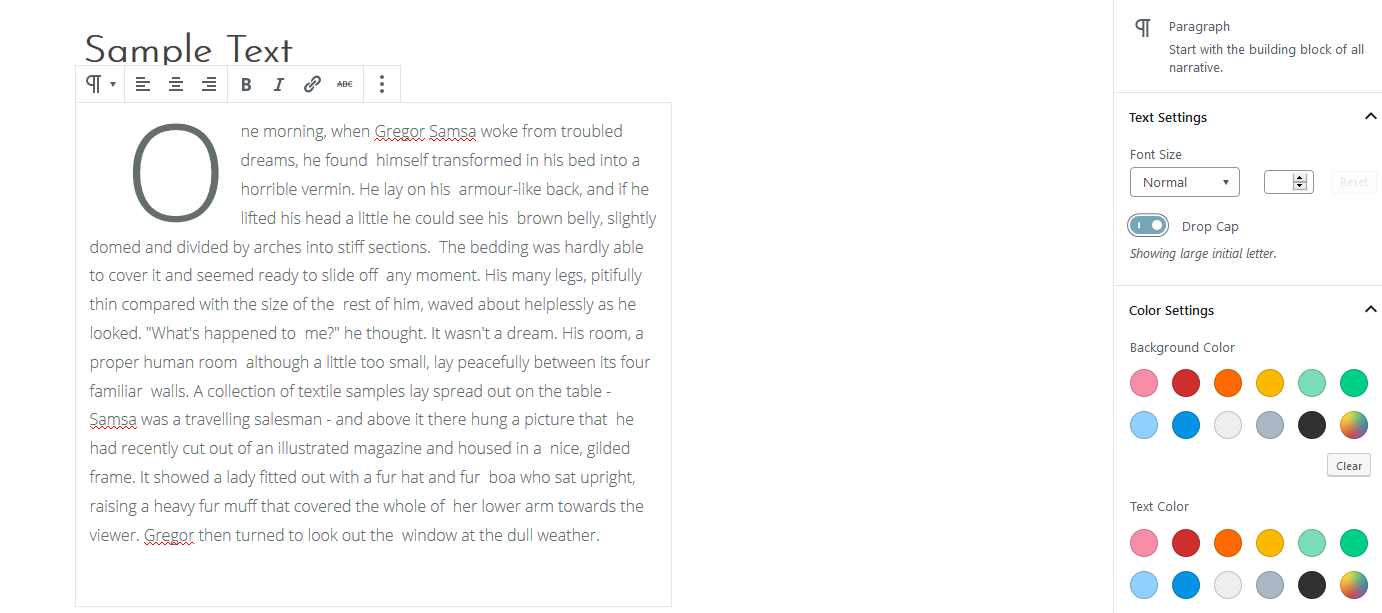 Sample Text
B I ABC
One morning, when Gregor Samsa woke from troubled
dreams, he found  himself transformed in his bed into a
horrible vermin. He lay on his  armour-like back, and if he
lifted his head a little he could see his  brown belly, slightly
domed and divided by arches into stiff sections.  The bedding was hardly able
to cover it and seemed ready to slide off  any moment. His many legs, pitifully
thin compared with the size of the  rest of him, waved about helplessly as he
looked. "What's happened to  me?" he thought. It wasn't a dream. His room, a
proper human room  although a little too small, lay peacefully between its four
familiar  walls. A collection of textile samples lay spread out on the table -
Samsa was a travelling salesman - and above it there hung a picture that  he
had recently cut out of an illustrated magazine and housed in a  nice, gilded
frame. It showed a lady fitted out with a fur hat and fur  boa who sat upright,
raising a heavy fur muff that covered the whole of  her lower arm towards the
viewer. Gregor then turned to look out the  window at the dull weather.
Paragraph
Start with the building block of all
narrative.
Text Settings
Font Size
Normal
Reset
Drop Cap
Showing large initial letter.
Color Settings
Background Color
Clear
Text Color